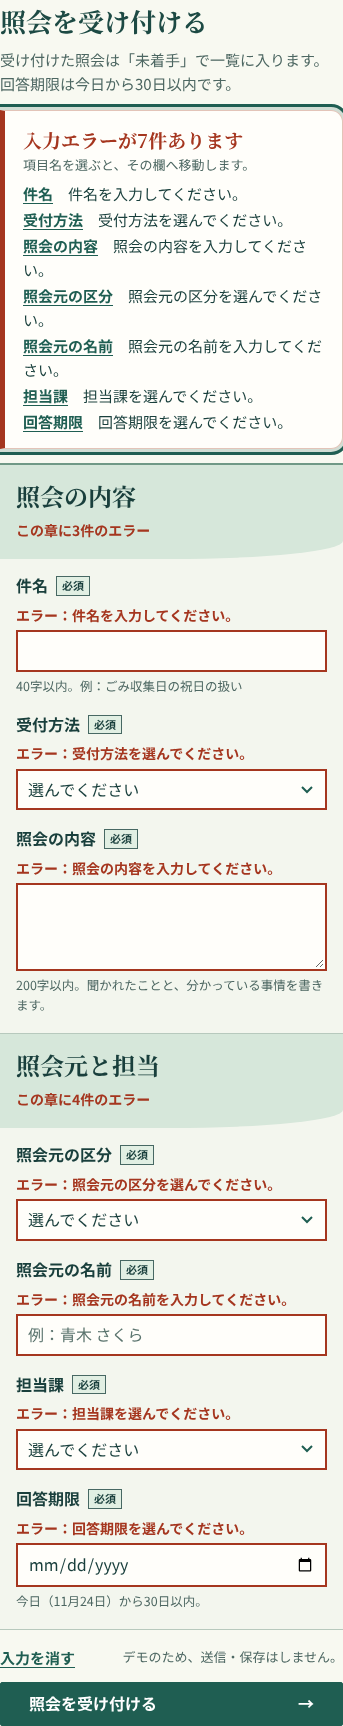 照会を受け付ける
受け付けた照会は「未着手」で一覧に入ります。
回答期限は今日から30日以内です。
入力エラーが7件あります
項目名を選ぶと、その欄へ移動します。
件名　件名を入力してください。
受付方法　受付方法を選んでください。
照会の内容　照会の内容を入力してくださ
い。
照会元の区分　照会元の区分を選んでくださ
い。
照会元の名前　照会元の名前を入力してくだ
さい。
担当課　担当課を選んでください。
回答期限　回答期限を選んでください。
照会の内容
この章に3件のエラー
件名 必須
エラー：件名を入力してください。
40字以内。例：ごみ収集日の祝日の扱い
受付方法 必須
エラー：受付方法を選んでください。
選んでください
照会の内容 必須
エラー：照会の内容を入力してください。
200字以内。聞かれたことと、分かっている事情を書き
ます。
照会元と担当
この章に4件のエラー
照会元の区分 必須
エラー：照会元の区分を選んでください。
選んでください
照会元の名前 必須
エラー：照会元の名前を入力してください。
例：青木 さくら
担当課 必須
エラー：担当課を選んでください。
選んでください
回答期限 必須
エラー：回答期限を選んでください。
mm/dd/yyyy
今日（11月24日）から30日以内。
入力を消す デモのため、送信・保存はしません。
照会を受け付ける →